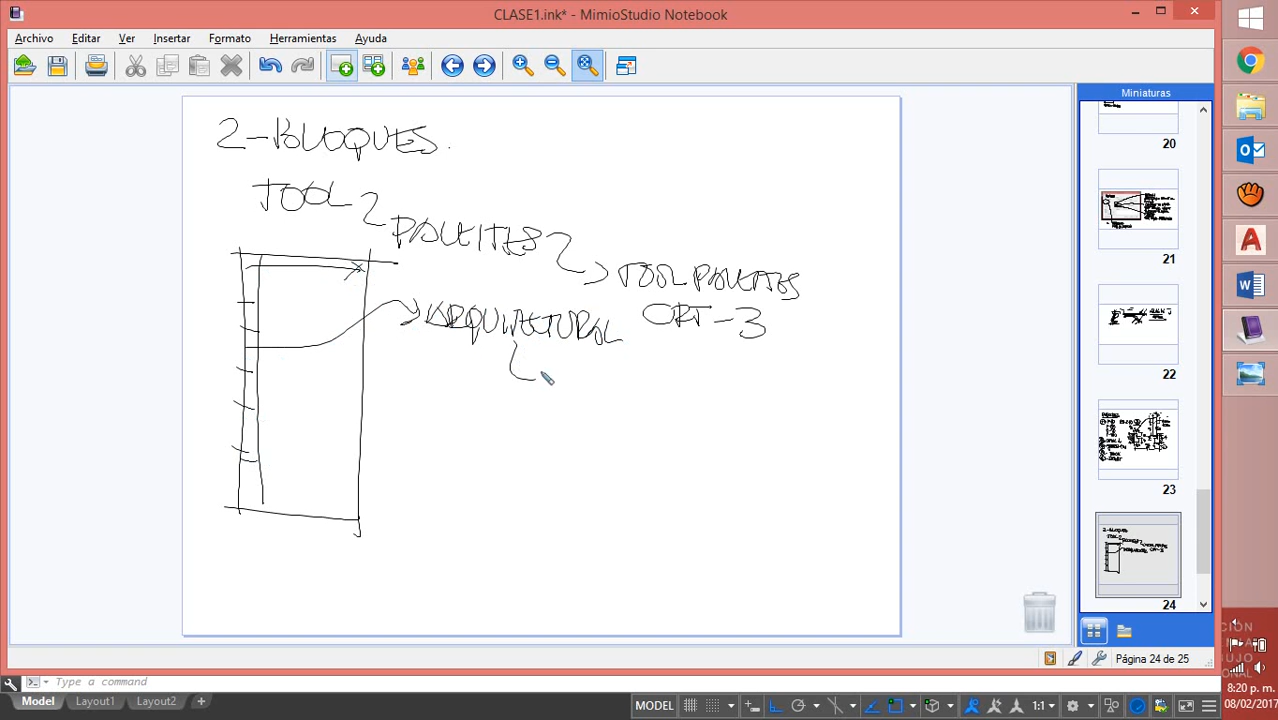 CLASE1.ink* - MimioStudio Notebook
Archivo Editar Ver Insertar Formato Herramientas Ayuda
2-BLOQUES.
TOOL
PALETTES
TOOL PALETTES
ARQUITECTURAL
CRT-3
Miniaturas
20
21
22
23
24
Página 24 de 25
Type a command
Model Layout1 Layout2 +
MODEL
1:1
8:20 p. m.
08/02/2017